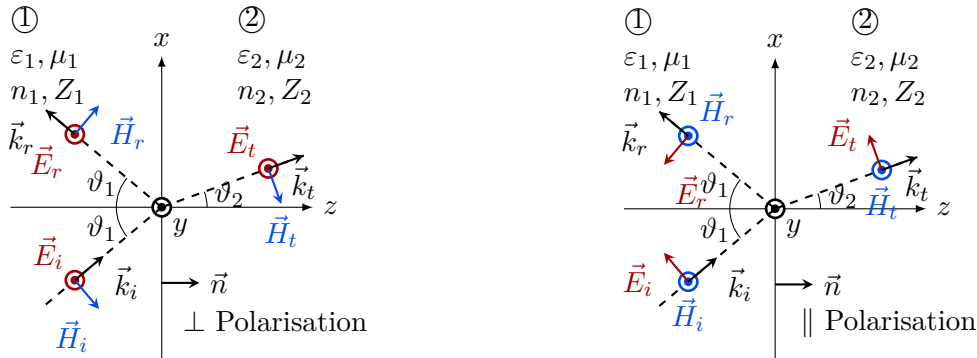 ① ②
ε₁, μ₁ x ε₂, μ₂
n₁, Z₁ n₂, Z₂
k⃗ᵣ H⃗ᵣ
E⃗ᵣ E⃗ₜ
ϑ₁ k⃗ₜ
ϑ₂
z
ϑ₁ y H⃗ₜ
E⃗ᵢ
k⃗ᵢ n⃗
H⃗ᵢ ⊥ Polarisation
① ②
ε₁, μ₁ x ε₂, μ₂
n₁, Z₁ n₂, Z₂
H⃗ᵣ
k⃗ᵣ E⃗ₜ
E⃗ᵣ ϑ₁ k⃗ₜ
ϑ₂ H⃗ₜ
z
ϑ₁ y
E⃗ᵢ k⃗ᵢ n⃗
H⃗ᵢ
∥ Polarisation